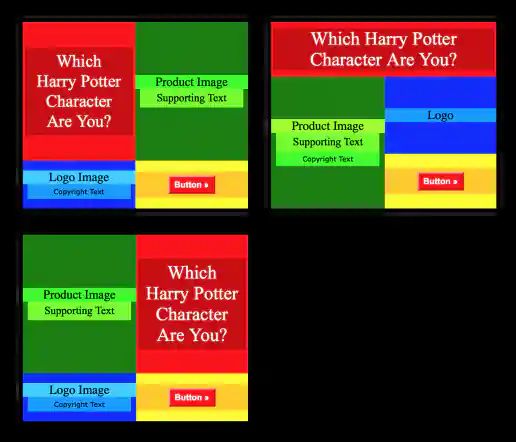 Which
Harry Potter
Character
Are You?
Product Image
Supporting Text
Logo Image
Copyright Text
Button »
Which Harry Potter
Character Are You?
Product Image
Supporting Text
Copyright Text
Logo
Button »
Product Image
Supporting Text
Which
Harry Potter
Character
Are You?
Logo Image
Copyright Text
Button »